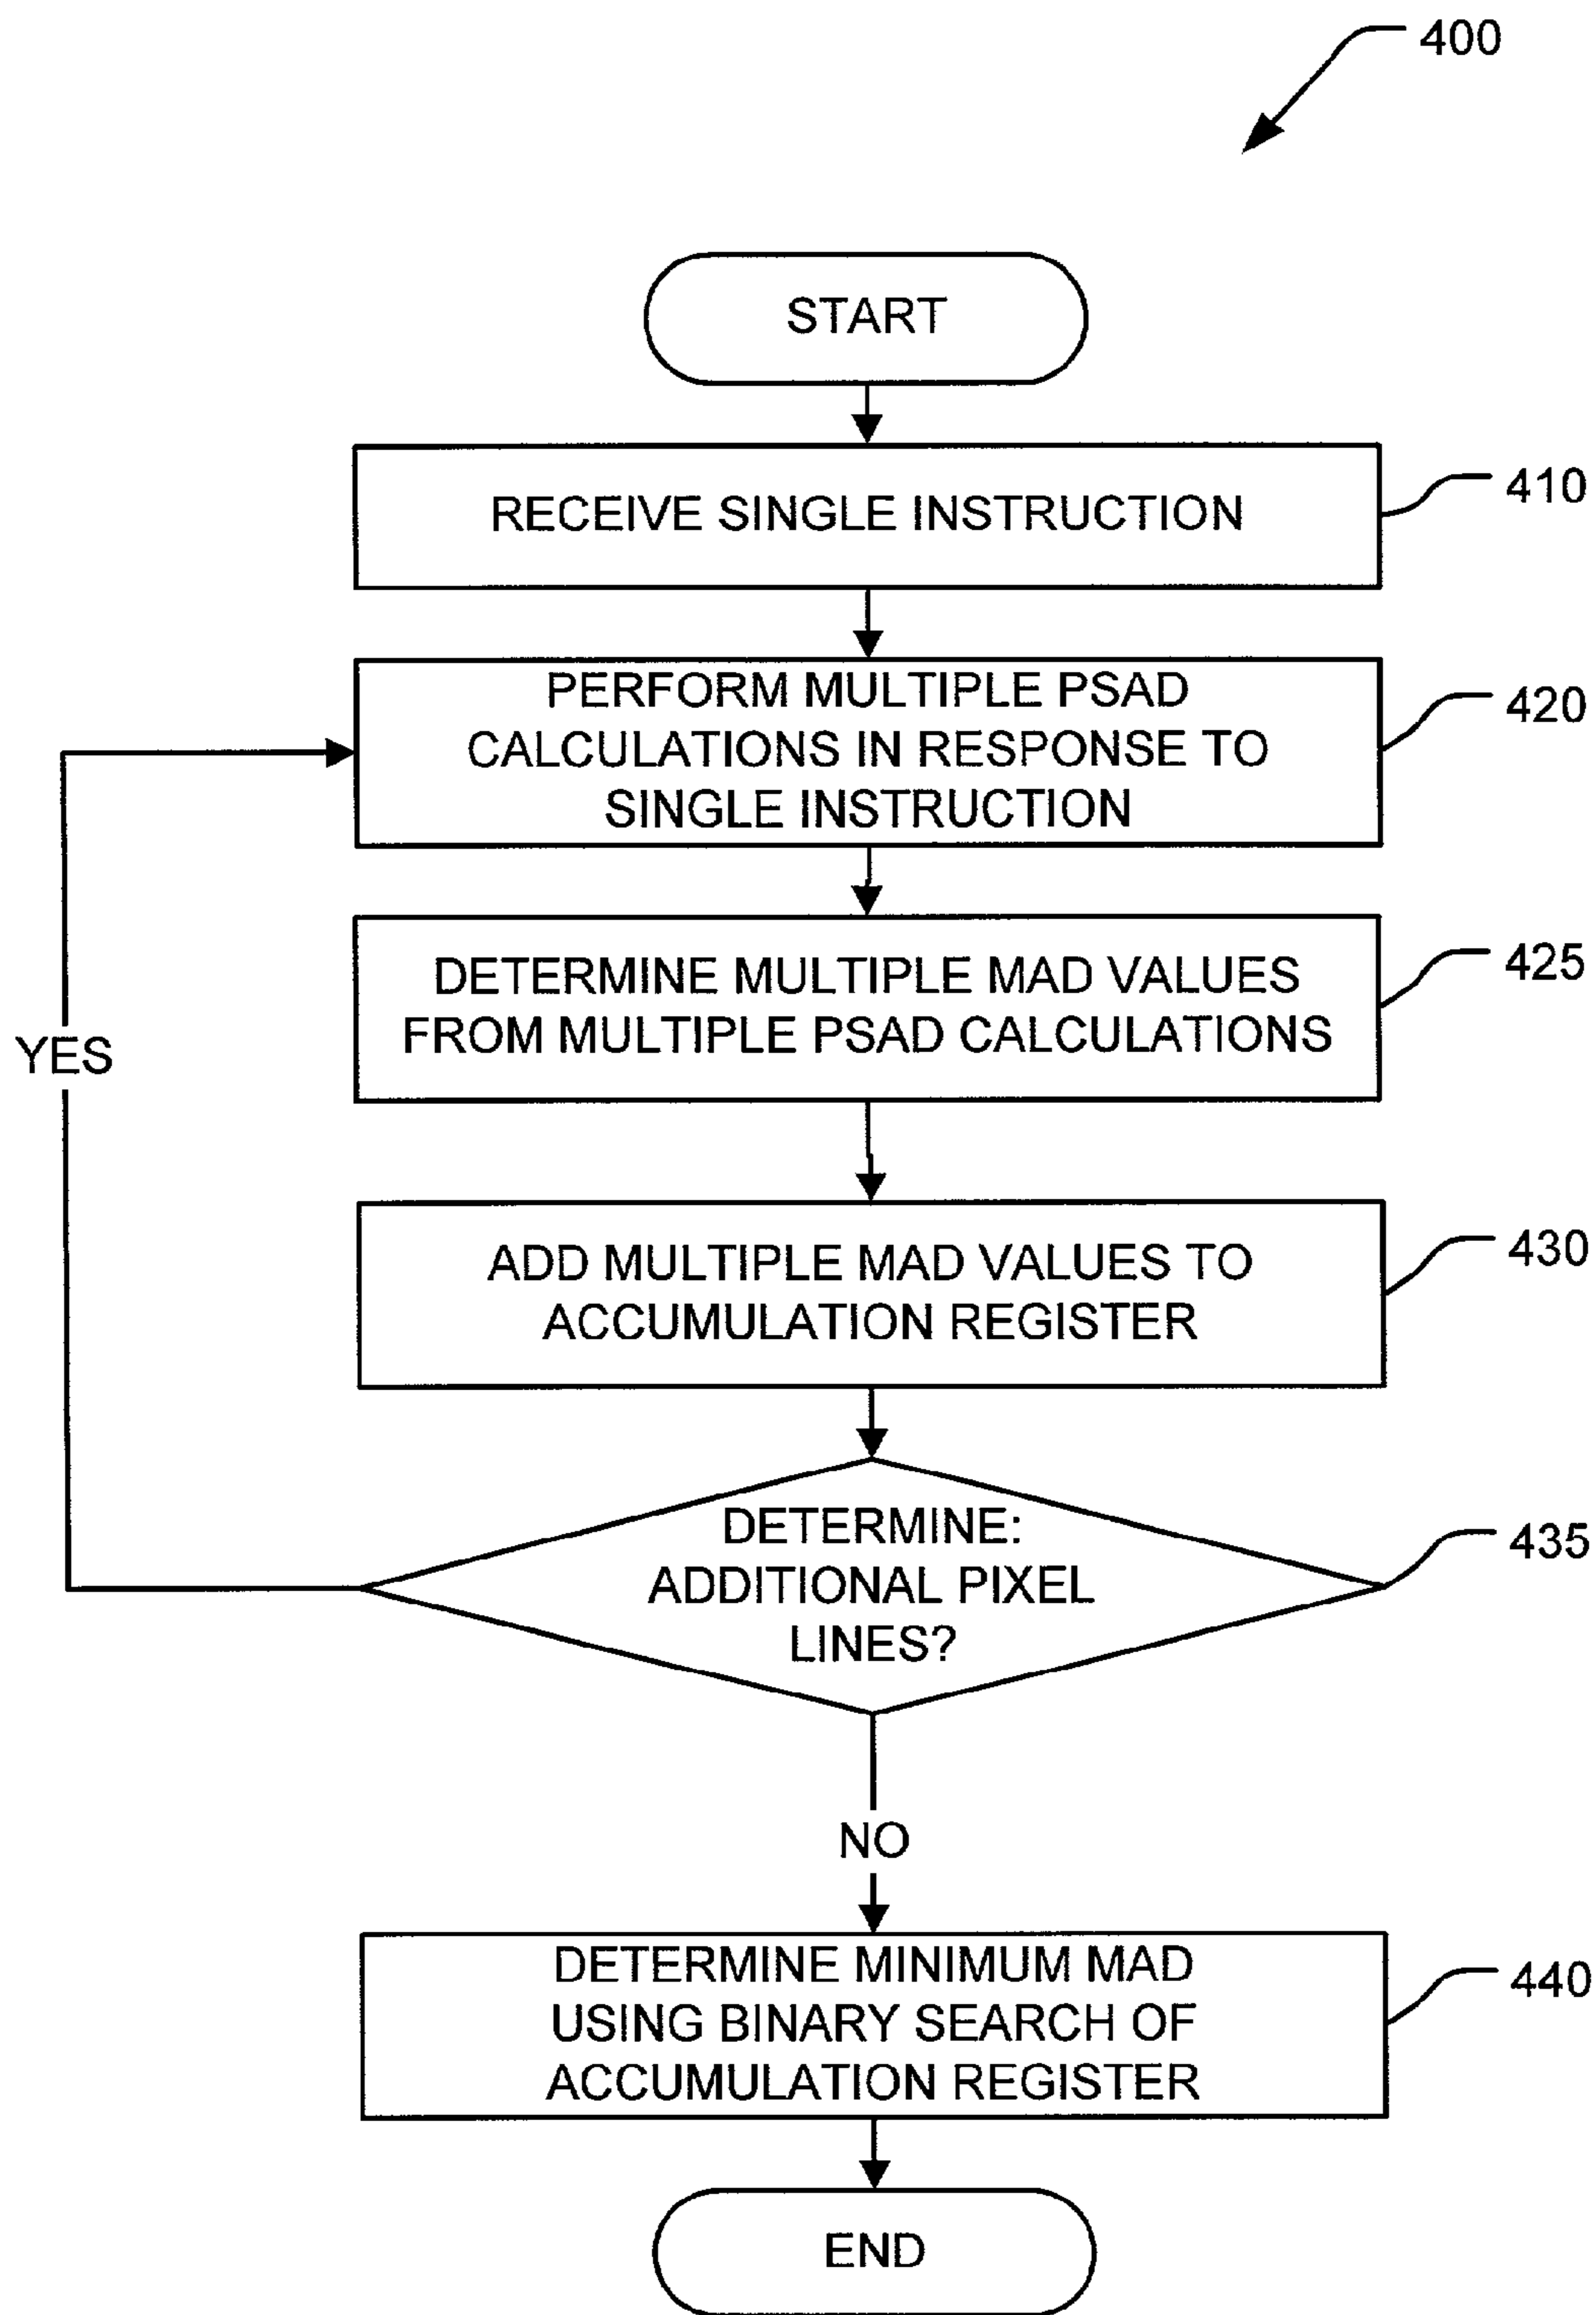 400
START
RECEIVE SINGLE INSTRUCTION
410
PERFORM MULTIPLE PSAD
CALCULATIONS IN RESPONSE TO
SINGLE INSTRUCTION
420
DETERMINE MULTIPLE MAD VALUES
FROM MULTIPLE PSAD CALCULATIONS
425
YES
ADD MULTIPLE MAD VALUES TO
ACCUMULATION REGISTER
430
DETERMINE:
ADDITIONAL PIXEL
LINES?
435
NO
DETERMINE MINIMUM MAD
USING BINARY SEARCH OF
ACCUMULATION REGISTER
440
END